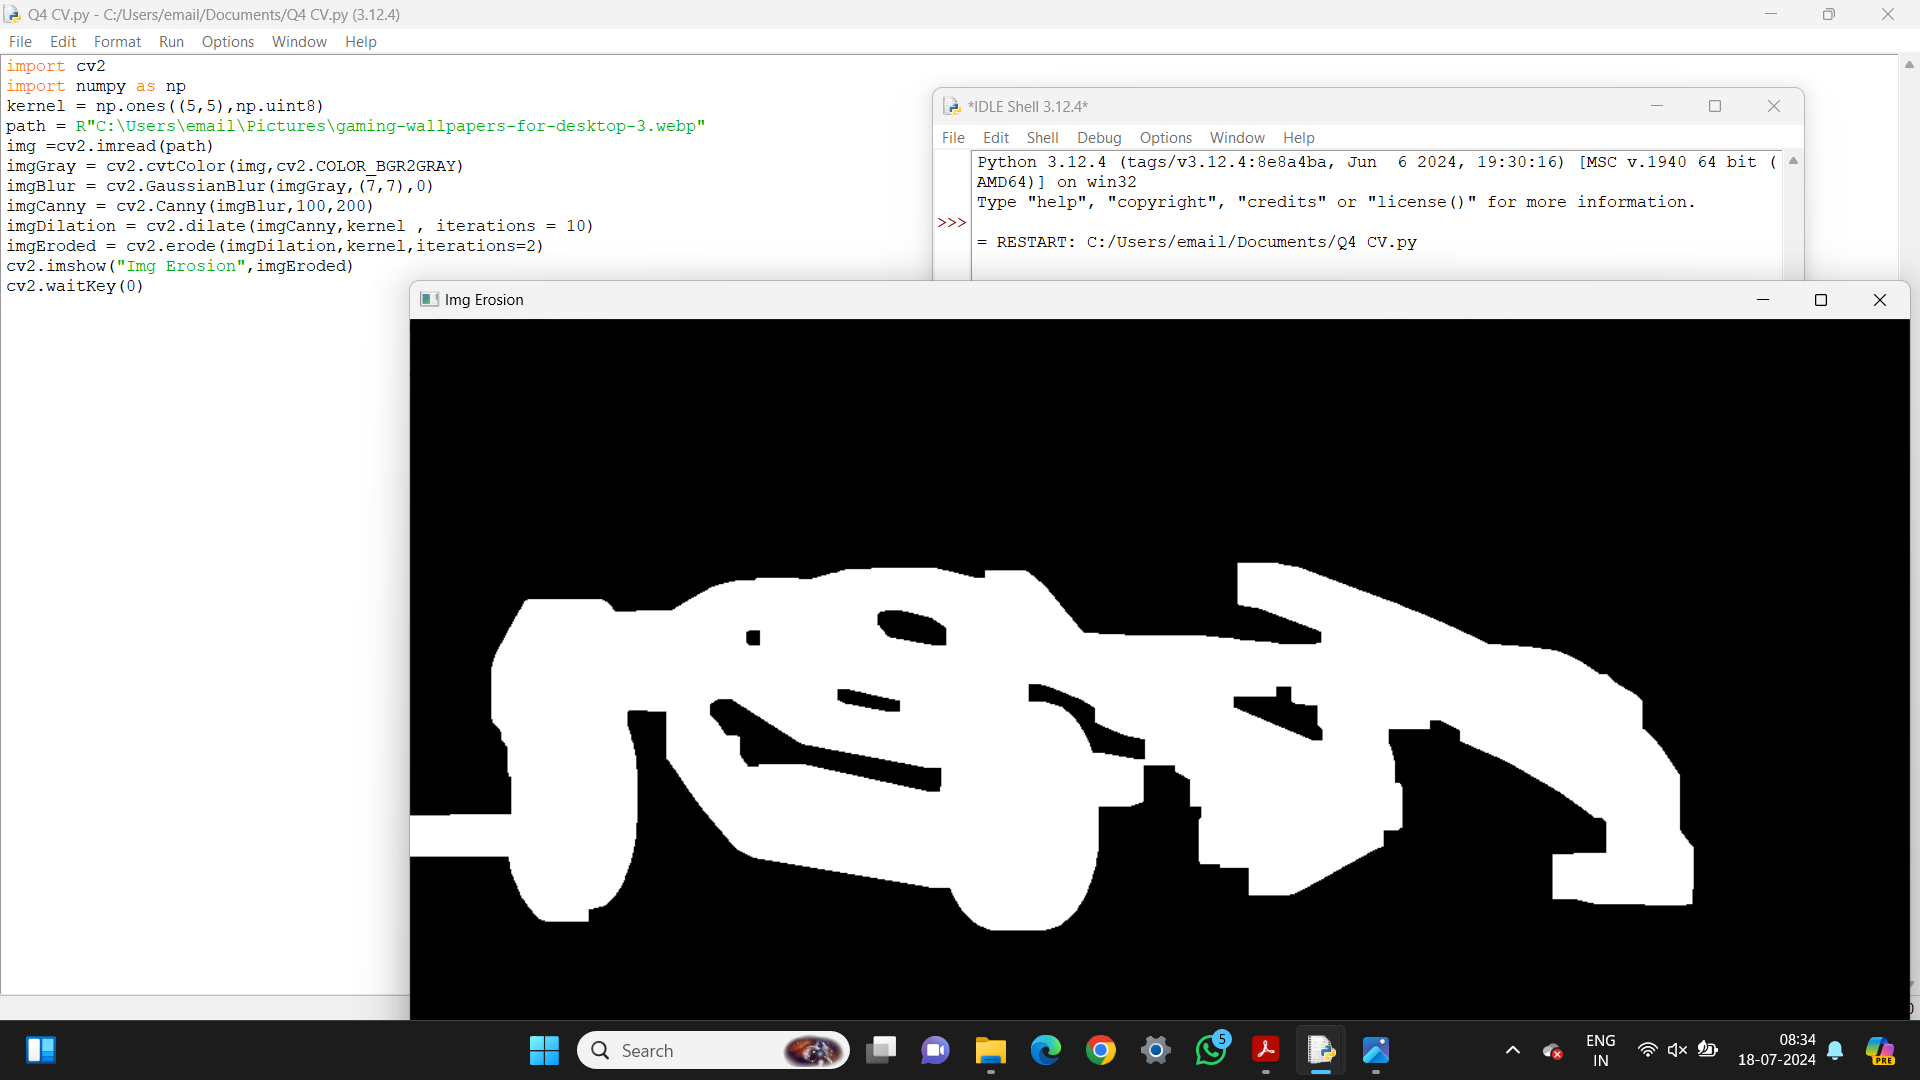 Q4 CV.py - C:/Users/email/Documents/Q4 CV.py (3.12.4)
File Edit Format Run Options Window Help
import cv2
import numpy as np
kernel = np.ones((5,5),np.uint8)
path = R"C:\Users\email\Pictures\gaming-wallpapers-for-desktop-3.webp"
img =cv2.imread(path)
imgGray = cv2.cvtColor(img,cv2.COLOR_BGR2GRAY)
imgBlur = cv2.GaussianBlur(imgGray,(7,7),0)
imgCanny = cv2.Canny(imgBlur,100,200)
imgDilation = cv2.dilate(imgCanny,kernel , iterations = 10)
imgEroded = cv2.erode(imgDilation,kernel,iterations=2)
cv2.imshow("Img Erosion",imgEroded)
cv2.waitKey(0)
*IDLE Shell 3.12.4*
File Edit Shell Debug Options Window Help
Python 3.12.4 (tags/v3.12.4:8e8a4ba, Jun  6 2024, 19:30:16) [MSC v.1940 64 bit (
AMD64)] on win32
Type "help", "copyright", "credits" or "license()" for more information.
>>>
= RESTART: C:/Users/email/Documents/Q4 CV.py
Img Erosion
Search
5
ENG
IN
08:34
18-07-2024
PRE